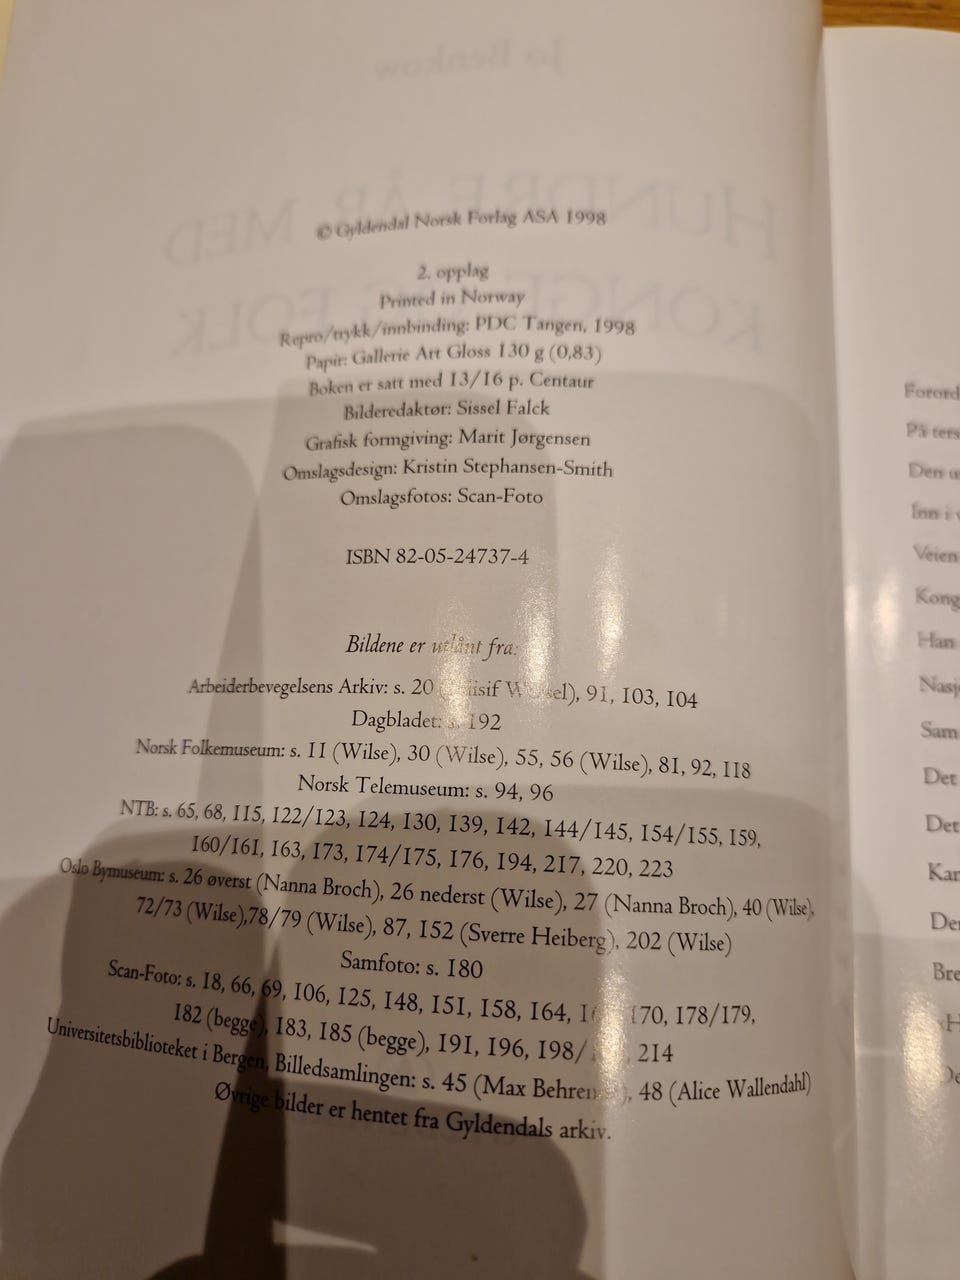 © Gyldendal Norsk Forlag ASA 1998
2. opplag
Printed in Norway
Repro/trykk/innbinding: PDC Tangen, 1998
Papir: Gallerie Art Gloss 130 g (0,83)
Boken er satt med 13/16 p. Centaur
Bilderedaktør: Sissel Falck
Grafisk formgiving: Marit Jørgensen
Omslagsdesign: Kristin Stephansen-Smith
Omslagsfotos: Scan-Foto
ISBN 82-05-24737-4
Bildene er utlånt fra:
Arbeiderbevegelsens Arkiv: s. 20 91, 103, 104
Dagbladet: s. 192
Norsk Folkemuseum: s. 11 (Wilse), 30 (Wilse), 55, 56 (Wilse), 81, 92, 118
Norsk Telemuseum: s. 94, 96
NTB: s. 65, 68, 115, 122/123, 124, 130, 139, 142, 144/145, 154/155, 159,
160/161, 163, 173, 174/175, 176, 194, 217, 220, 223
Oslo Bymuseum: s. 26 øverst (Nanna Broch), 26 nederst (Wilse), 27 (Nanna Broch), 40 (Wilse),
72/73 (Wilse),78/79 (Wilse), 87, 152 (Sverre Heiberg), 202 (Wilse)
Samfoto: s. 180
Scan-Foto: s. 18, 66, 69, 106, 125, 148, 151, 158, 164, 170, 178/179,
182 (begge), 183, 185 (begge), 191, 196, 214
Universitetsbiblioteket i Bergen, Billedsamlingen: s. 45 (Max 48 (Alice Wallendahl)
Øvrige bilder er hentet fra Gyldendals arkiv.
Jo Benkow
HUNDRE ÅR MED
KONGE OG FOLK
Forord
På
Den
Inn i
Veien
Han
Sam
Det
Det